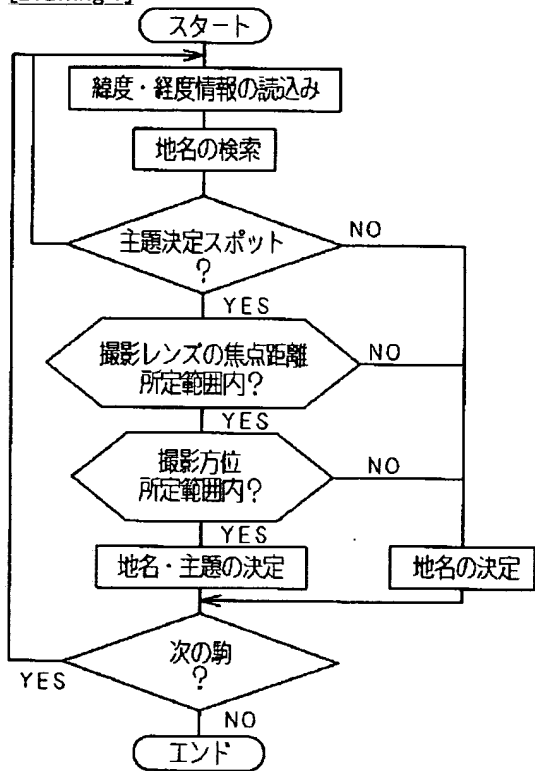 スタート
緯度・経度情報の読込み
地名の検索
主題決定スポット
?
NO
YES
撮影レンズの焦点距離
所定範囲内?
NO
YES
撮影方位
所定範囲内?
NO
YES
地名・主題の決定
地名の決定
次の駒
?
YES
NO
エンド